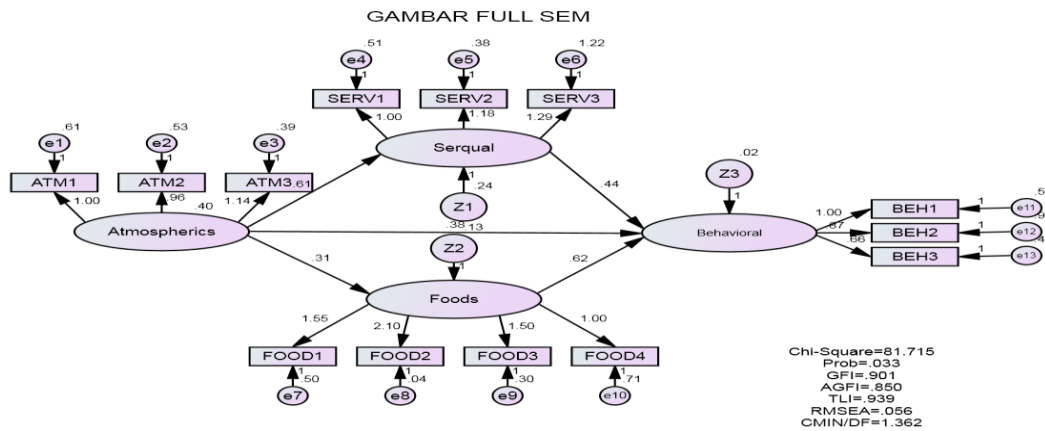 GAMBAR FULL SEM
.51 .38 1.22
e4 e5 e6
1 1 1
SERV1 SERV2 SERV3
1.00 1.18 1.29
.61 .53 .39
e1 e2 e3
1 1 1
ATM1 ATM2 ATM3 .61
1.00 .96 1.14
Serqual
.02
Z3
1
1 .24
Z1
.44
.40
Atmospherics
.38 13
Behavioral
1.00 BEH1 1 e11 .5
.87 BEH2 1 e12 .9
.66 BEH3 1 e13 .4
Z2
1
.31 .62
Foods
1.55 2.10 1.50 1.00
FOOD1 FOOD2 FOOD3 FOOD4
1 .50 1 .04 1 .30 1 .71
e7 e8 e9 e10
Chi-Square=81.715
Prob=.033
GFI=.901
AGFI=.850
TLI=.939
RMSEA=.056
CMIN/DF=1.362